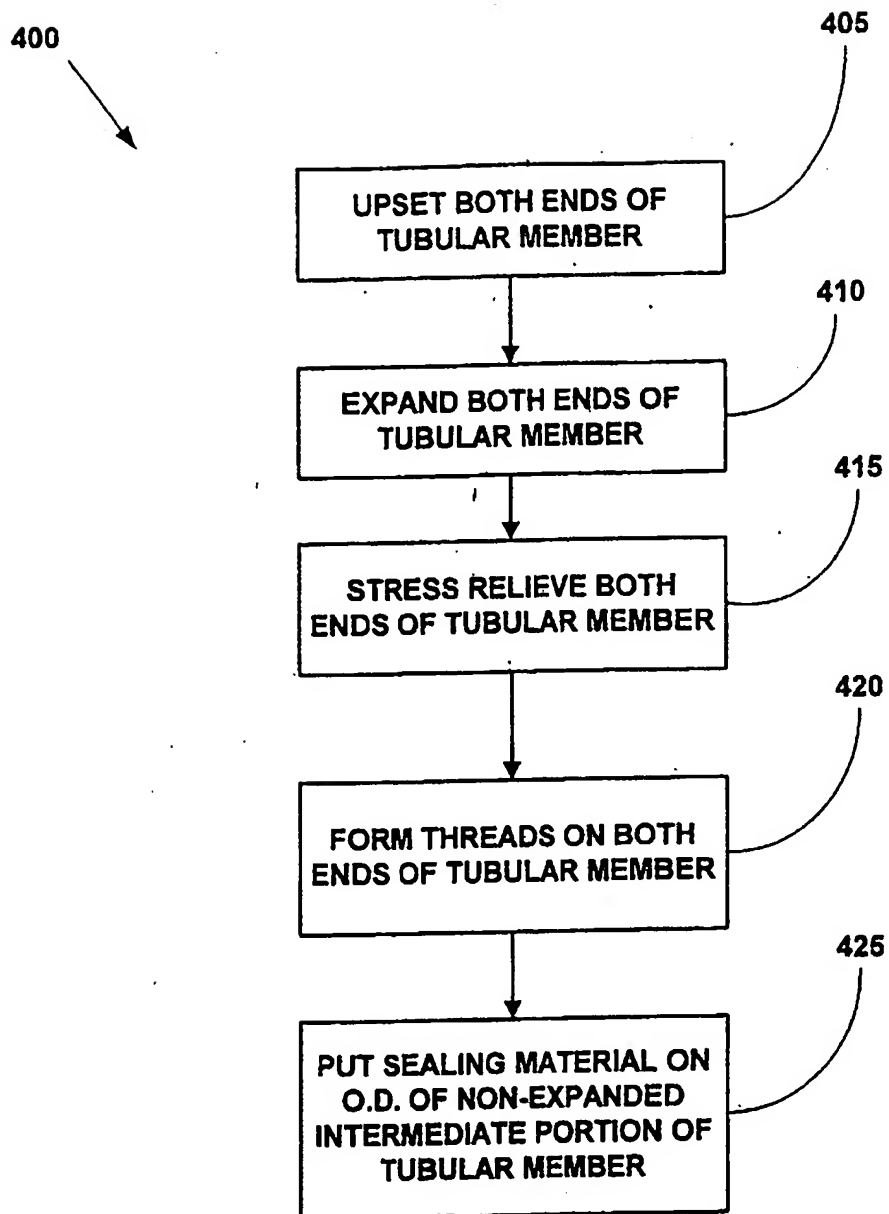 400
405
UPSET BOTH ENDS OF
TUBULAR MEMBER
410
EXPAND BOTH ENDS OF
TUBULAR MEMBER
415
STRESS RELIEVE BOTH
ENDS OF TUBULAR MEMBER
420
FORM THREADS ON BOTH
ENDS OF TUBULAR MEMBER
425
PUT SEALING MATERIAL ON
O.D. OF NON-EXPANDED
INTERMEDIATE PORTION OF
TUBULAR MEMBER